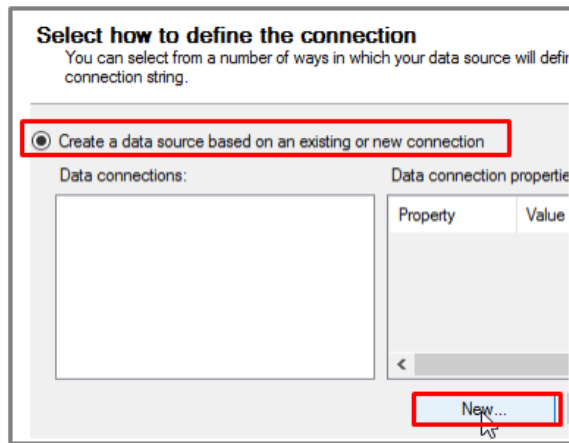 Select how to define the connection
You can select from a number of ways in which your data source will defi
connection string.
Create a data source based on an existing or new connection
Data connections:
Data connection propertie
Property Value
New...